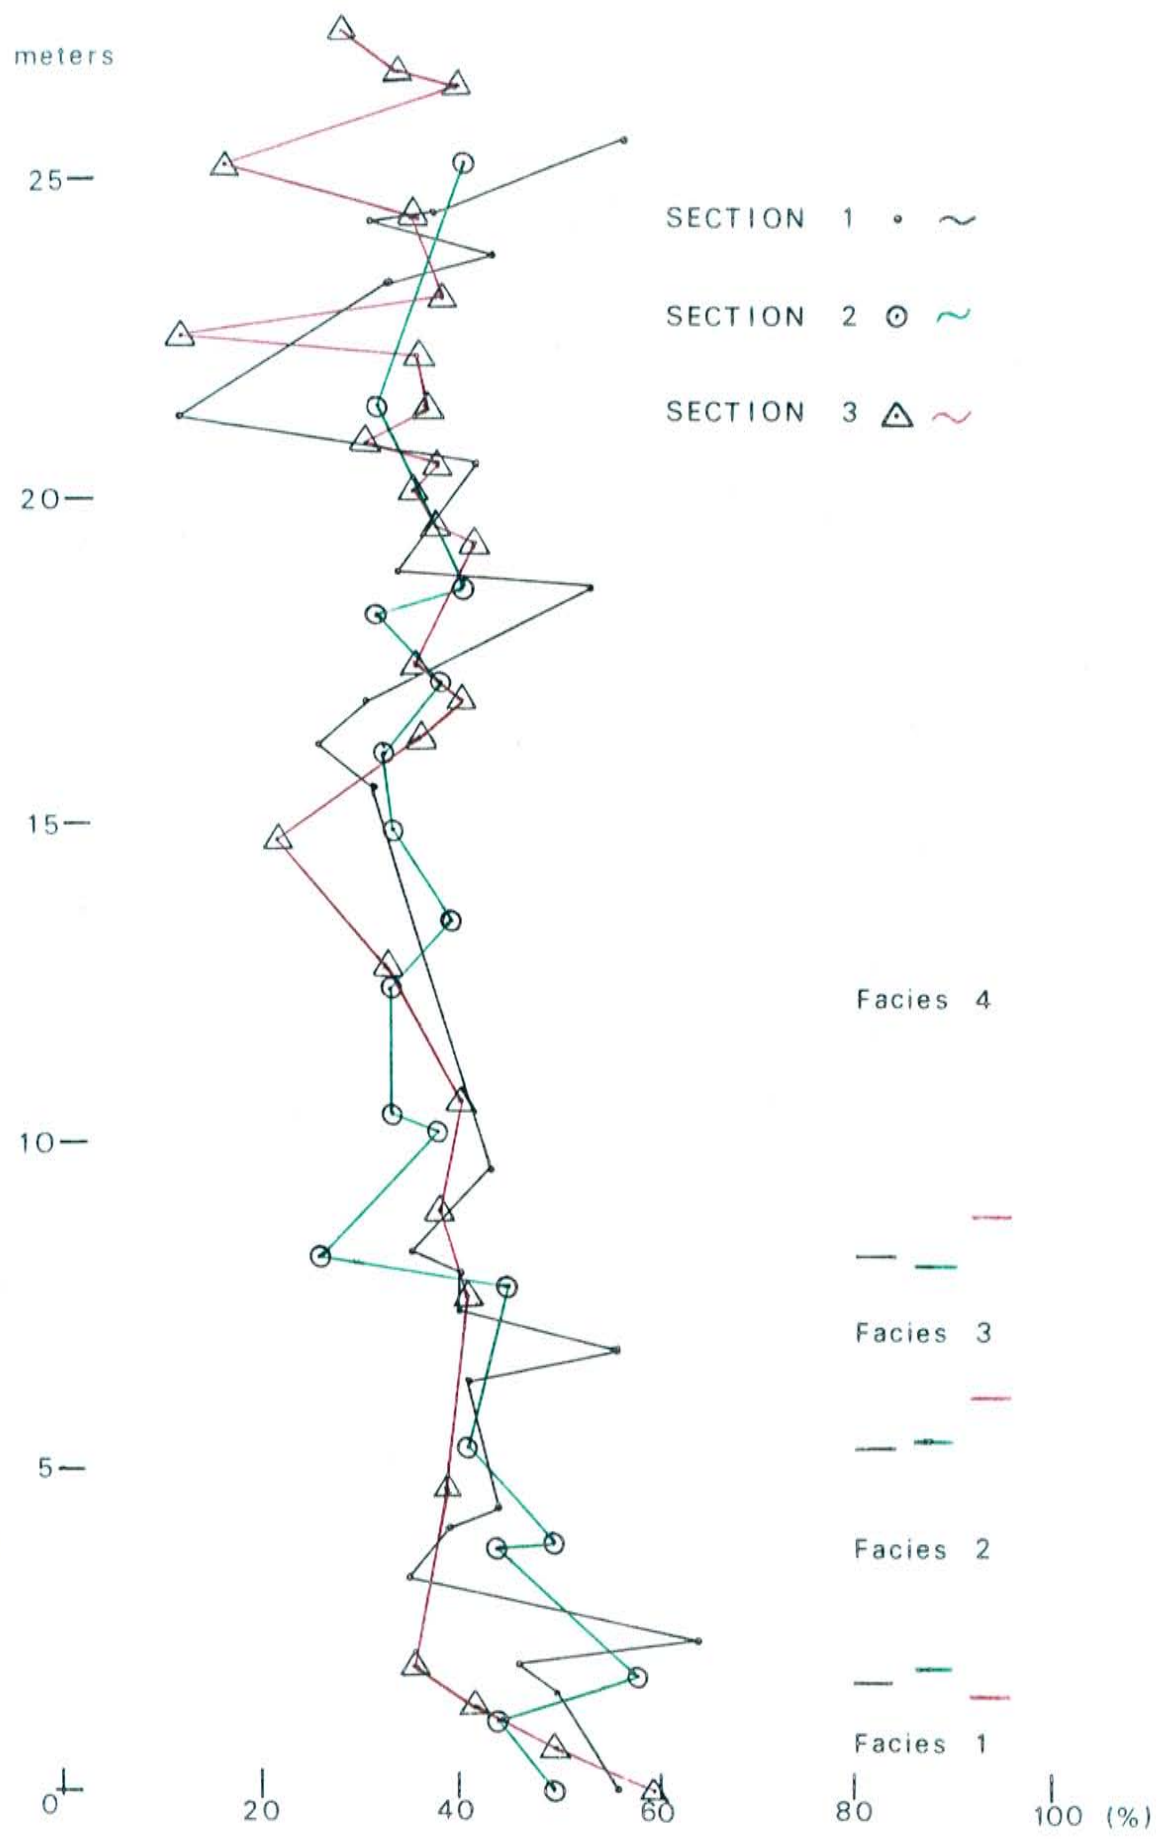 meters
25
SECTION 1
SECTION 2
SECTION 3
20
15
Facies 4
10
Facies 3
5
Facies 2
Facies 1
0 20 40 60 80 100 (%)